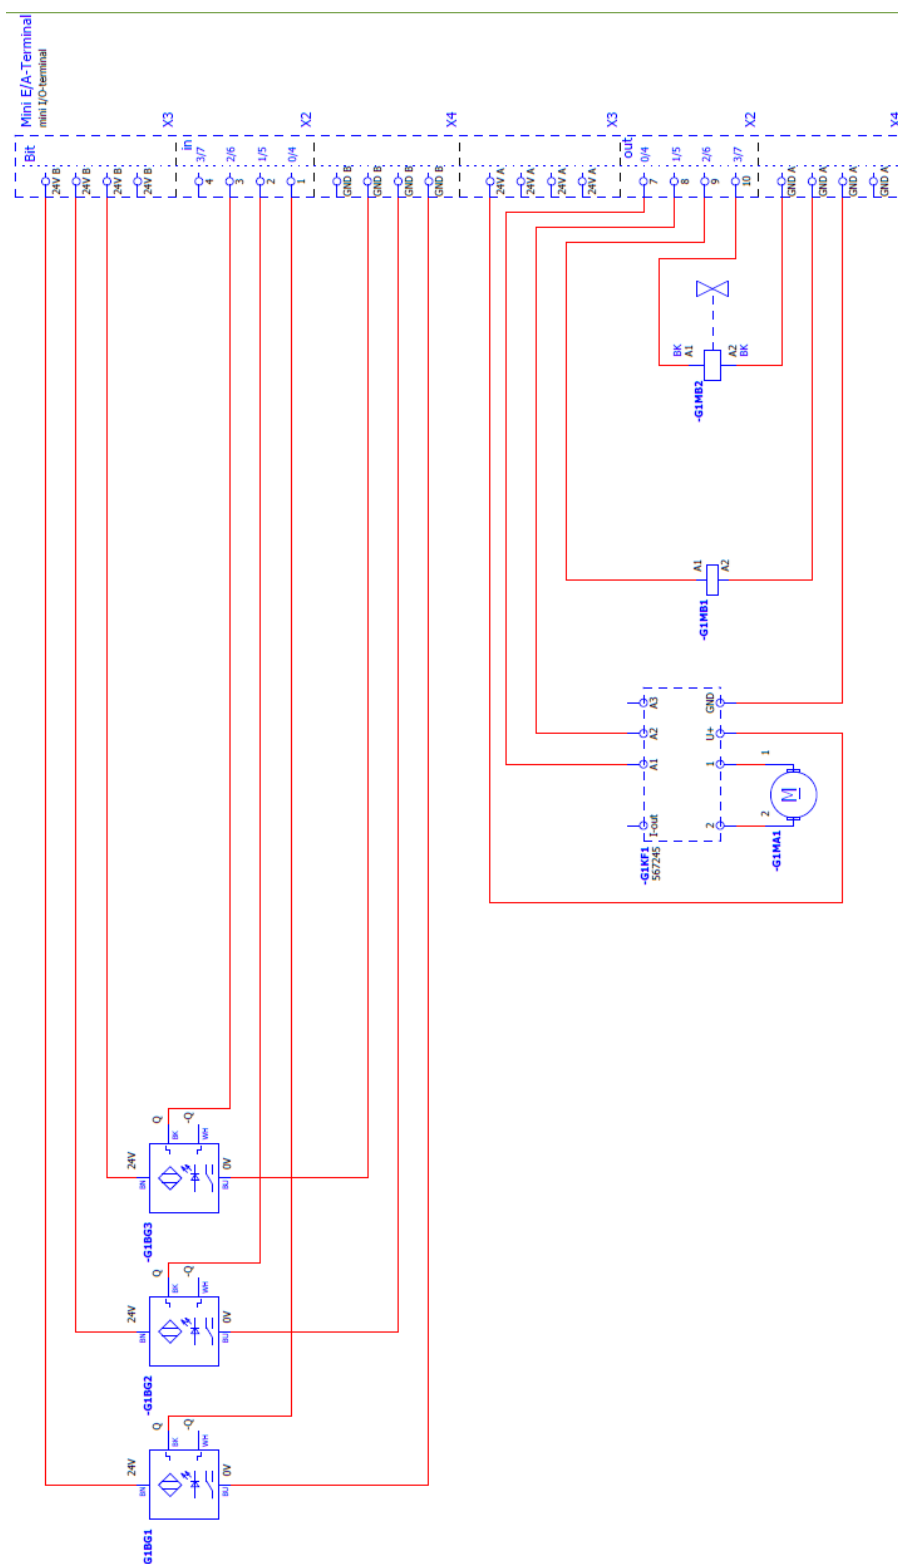 Mini E/A-Terminal
mini I/O-terminal
X3
X2
X4
X3
X2
X4
Bit
in
3/7
2/6
1/5
0/4
out
0/4
1/5
2/6
3/7
24V B
24V B
24V B
24V B
4
3
2
1
GND B
GND B
GND B
GND B
24V A
24V A
24V A
24V A
7
8
9
10
GND A
GND A
GND A
GND A
BK
A1
A2
BK
-G1MB2
A1
A2
-G1MB1
A3
A2
A1
I-out
GND
U+
1
2
-G1KF1
567245
1
2
M
-G1MA1
24V
BN
Q
BK
-Q
WH
0V
BU
-G1BG3
24V
BN
Q
BK
-Q
WH
0V
BU
-G1BG2
24V
BN
Q
BK
-Q
WH
0V
BU
G1BG1